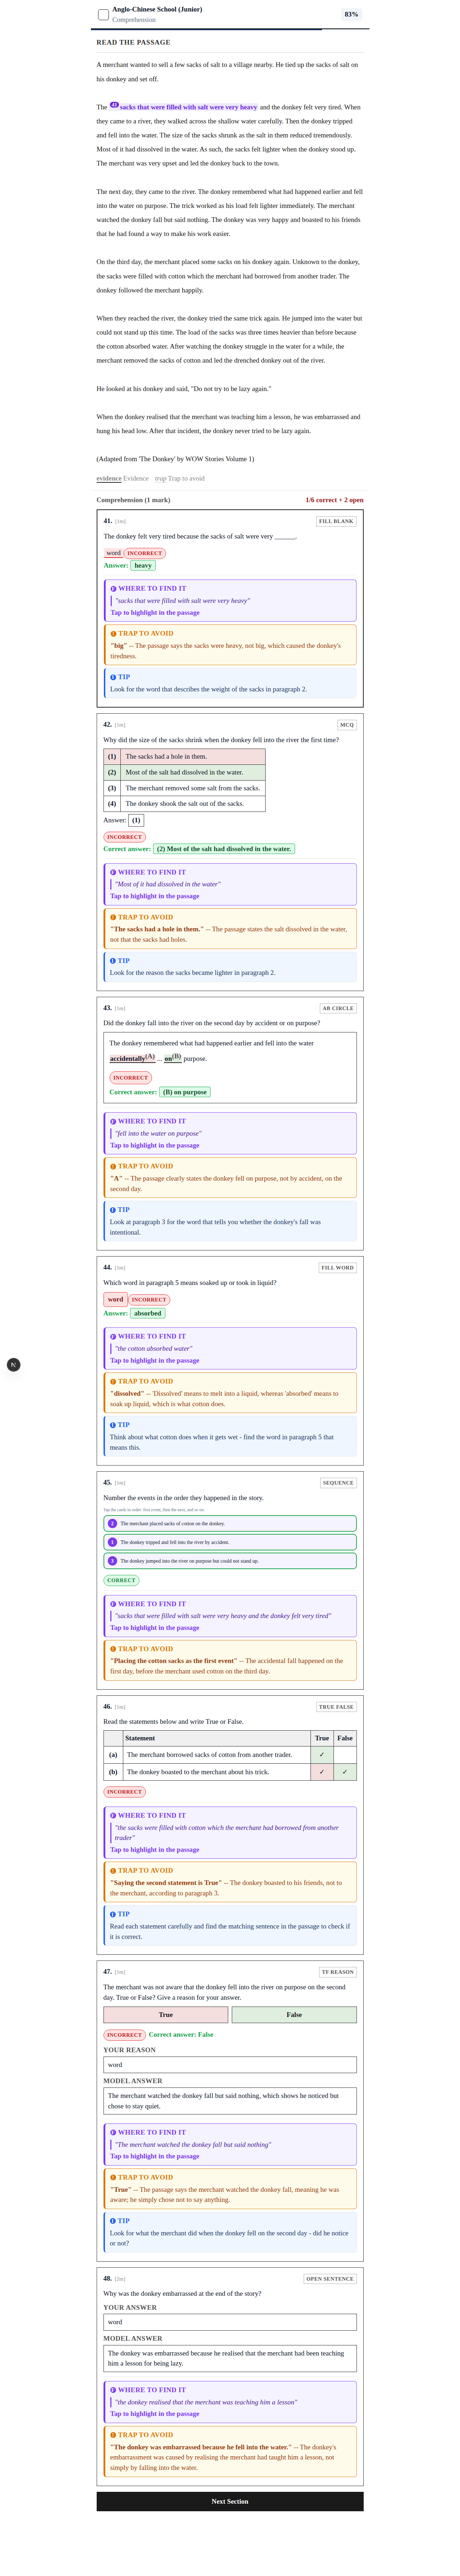 Anglo-Chinese School (Junior)
Comprehension
83%
READ THE PASSAGE
A merchant wanted to sell a few sacks of salt to a village nearby. He tied up the sacks of salt on
his donkey and set off.
The 41 sacks that were filled with salt were very heavy and the donkey felt very tired. When
they came to a river, they walked across the shallow water carefully. Then the donkey tripped
and fell into the water. The size of the sacks shrunk as the salt in them reduced tremendously.
Most of it had dissolved in the water. As such, the sacks felt lighter when the donkey stood up.
The merchant was very upset and led the donkey back to the town.
The next day, they came to the river. The donkey remembered what had happened earlier and fell
into the water on purpose. The trick worked as his load felt lighter immediately. The merchant
watched the donkey fall but said nothing. The donkey was very happy and boasted to his friends
that he had found a way to make his work easier.
On the third day, the merchant placed some sacks on his donkey again. Unknown to the donkey,
the sacks were filled with cotton which the merchant had borrowed from another trader. The
donkey followed the merchant happily.
When they reached the river, the donkey tried the same trick again. He jumped into the water but
could not stand up this time. The load of the sacks was three times heavier than before because
the cotton absorbed water. After watching the donkey struggle in the water for a while, the
merchant removed the sacks of cotton and led the drenched donkey out of the river.
He looked at his donkey and said, "Do not try to be lazy again."
When the donkey realised that the merchant was teaching him a lesson, he was embarrassed and
hung his head low. After that incident, the donkey never tried to be lazy again.
(Adapted from 'The Donkey' by WOW Stories Volume 1)
evidence Evidence trap Trap to avoid
Comprehension (1 mark)
1/6 correct + 2 open
41. [1m]
FILL BLANK
The donkey felt very tired because the sacks of salt were very ______.
word INCORRECT
Answer: heavy
WHERE TO FIND IT
"sacks that were filled with salt were very heavy"
Tap to highlight in the passage
TRAP TO AVOID
"big" -- The passage says the sacks were heavy, not big, which caused the donkey's
tiredness.
TIP
Look for the word that describes the weight of the sacks in paragraph 2.
42. [1m]
MCQ
Why did the size of the sacks shrink when the donkey fell into the river the first time?
(1) The sacks had a hole in them.
(2) Most of the salt had dissolved in the water.
(3) The merchant removed some salt from the sacks.
(4) The donkey shook the salt out of the sacks.
Answer: (1)
INCORRECT
Correct answer: (2) Most of the salt had dissolved in the water.
WHERE TO FIND IT
"Most of it had dissolved in the water"
Tap to highlight in the passage
TRAP TO AVOID
"The sacks had a hole in them." -- The passage states the salt dissolved in the water,
not that the sacks had holes.
TIP
Look for the reason the sacks became lighter in paragraph 2.
43. [1m]
AB CIRCLE
Did the donkey fall into the river on the second day by accident or on purpose?
The donkey remembered what had happened earlier and fell into the water
accidentally(A) ... on(B) purpose.
INCORRECT
Correct answer: (B) on purpose
WHERE TO FIND IT
"fell into the water on purpose"
Tap to highlight in the passage
TRAP TO AVOID
"A" -- The passage clearly states the donkey fell on purpose, not by accident, on the
second day.
TIP
Look at paragraph 3 for the word that tells you whether the donkey's fall was
intentional.
44. [1m]
FILL WORD
Which word in paragraph 5 means soaked up or took in liquid?
word INCORRECT
Answer: absorbed
WHERE TO FIND IT
"the cotton absorbed water"
Tap to highlight in the passage
TRAP TO AVOID
"dissolved" -- 'Dissolved' means to melt into a liquid, whereas 'absorbed' means to
soak up liquid, which is what cotton does.
TIP
Think about what cotton does when it gets wet - find the word in paragraph 5 that
means this.
45. [1m]
SEQUENCE
Number the events in the order they happened in the story.
Tap the cards in order: first event, then the next, and so on.
2 The merchant placed sacks of cotton on the donkey.
1 The donkey tripped and fell into the river by accident.
3 The donkey jumped into the river on purpose but could not stand up.
CORRECT
WHERE TO FIND IT
"sacks that were filled with salt were very heavy and the donkey felt very tired"
Tap to highlight in the passage
TRAP TO AVOID
"Placing the cotton sacks as the first event" -- The accidental fall happened on the
first day, before the merchant used cotton on the third day.
46. [1m]
TRUE FALSE
Read the statements below and write True or False.
Statement True False
(a) The merchant borrowed sacks of cotton from another trader. ✓
(b) The donkey boasted to the merchant about his trick. ✓ ✓
INCORRECT
WHERE TO FIND IT
"the sacks were filled with cotton which the merchant had borrowed from another
trader"
Tap to highlight in the passage
TRAP TO AVOID
"Saying the second statement is True" -- The donkey boasted to his friends, not to
the merchant, according to paragraph 3.
TIP
Read each statement carefully and find the matching sentence in the passage to check if
it is correct.
47. [1m]
TF REASON
The merchant was not aware that the donkey fell into the river on purpose on the second
day. True or False? Give a reason for your answer.
True
False
INCORRECT Correct answer: False
YOUR REASON
word
MODEL ANSWER
The merchant watched the donkey fall but said nothing, which shows he noticed but
chose to stay quiet.
WHERE TO FIND IT
"The merchant watched the donkey fall but said nothing"
Tap to highlight in the passage
TRAP TO AVOID
"True" -- The passage says the merchant watched the donkey fall, meaning he was
aware; he simply chose not to say anything.
TIP
Look for what the merchant did when the donkey fell on the second day - did he notice
or not?
48. [2m]
OPEN SENTENCE
Why was the donkey embarrassed at the end of the story?
YOUR ANSWER
word
MODEL ANSWER
The donkey was embarrassed because he realised that the merchant had been teaching
him a lesson for being lazy.
WHERE TO FIND IT
"the donkey realised that the merchant was teaching him a lesson"
Tap to highlight in the passage
TRAP TO AVOID
"The donkey was embarrassed because he fell into the water." -- The donkey's
embarrassment was caused by realising the merchant had taught him a lesson, not
simply by falling into the water.
Next Section
N